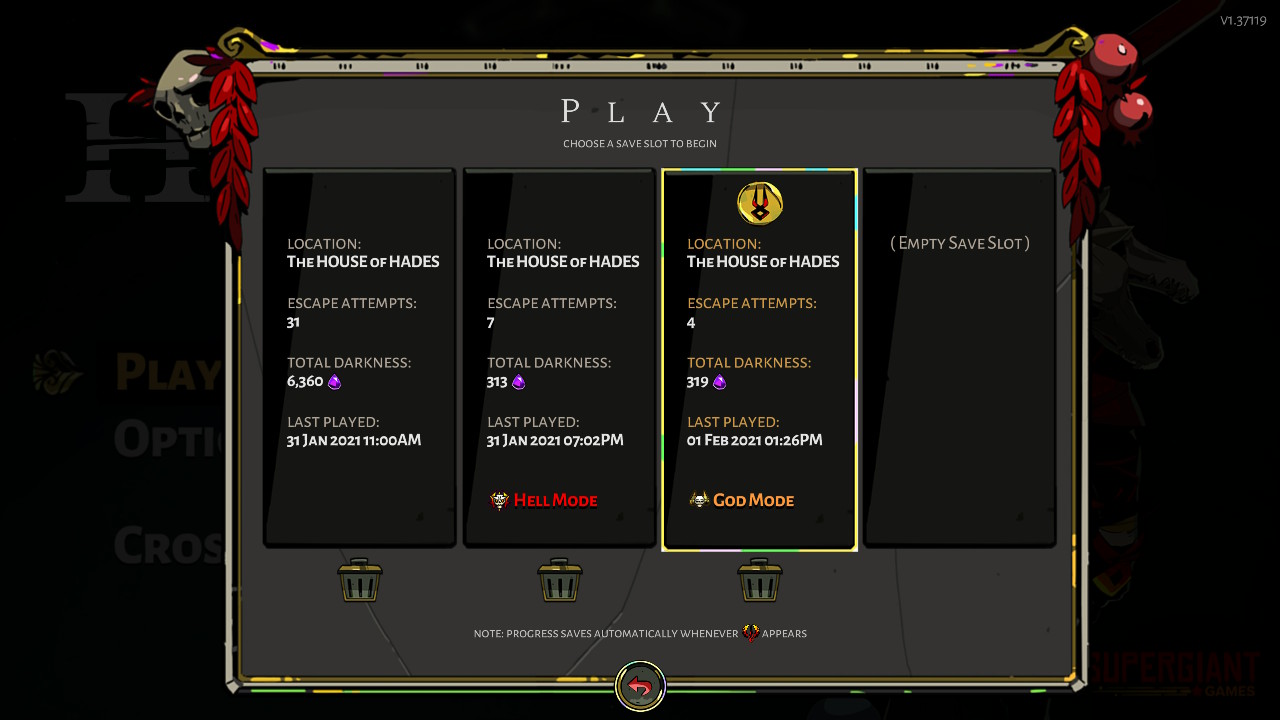 V1.37119
H
PLAY
CHOOSE A SAVE SLOT TO BEGIN
LOCATION:
THE HOUSE OF HADES
ESCAPE ATTEMPTS:
31
TOTAL DARKNESS:
6,360
LAST PLAYED:
31 JAN 2021 11:00AM
LOCATION:
THE HOUSE OF HADES
ESCAPE ATTEMPTS:
7
TOTAL DARKNESS:
313
LAST PLAYED:
31 JAN 2021 07:02PM
HELL MODE
LOCATION:
THE HOUSE OF HADES
ESCAPE ATTEMPTS:
4
TOTAL DARKNESS:
319
LAST PLAYED:
01 FEB 2021 01:26PM
GOD MODE
( EMPTY SAVE SLOT )
NOTE: PROGRESS SAVES AUTOMATICALLY WHENEVER APPEARS
PLAY
OPTI
CROS
SUPERGIANT
GAMES